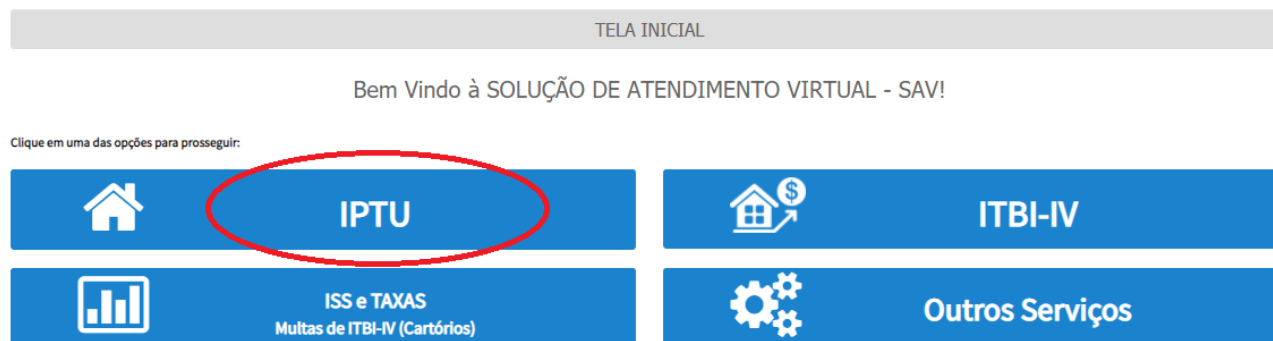 TELA INICIAL
Bem Vindo à SOLUÇÃO DE ATENDIMENTO VIRTUAL - SAV!
Clique em uma das opções para prosseguir:
IPTU
ITBI-IV
ISS e TAXAS
Multas de ITBI-IV (Cartórios)
Outros Serviços